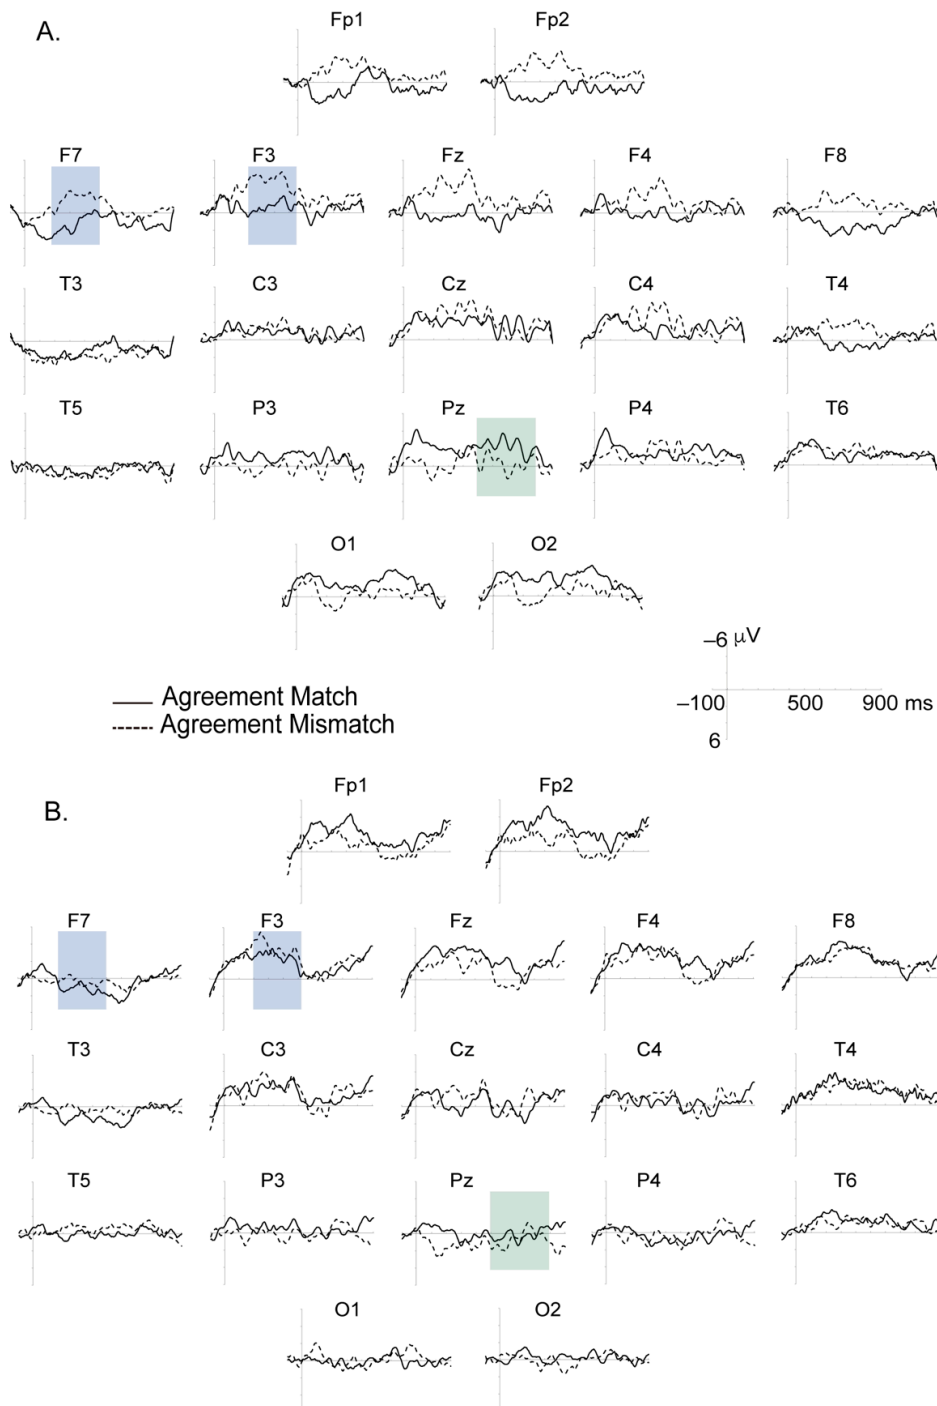 A.
Fp1 Fp2
F7 F3 Fz F4 F8
T3 C3 Cz C4 T4
T5 P3 Pz P4 T6
O1 O2
–6 μV
–100 500 900 ms
6
Agreement Match
Agreement Mismatch
B.
Fp1 Fp2
F7 F3 Fz F4 F8
T3 C3 Cz C4 T4
T5 P3 Pz P4 T6
O1 O2